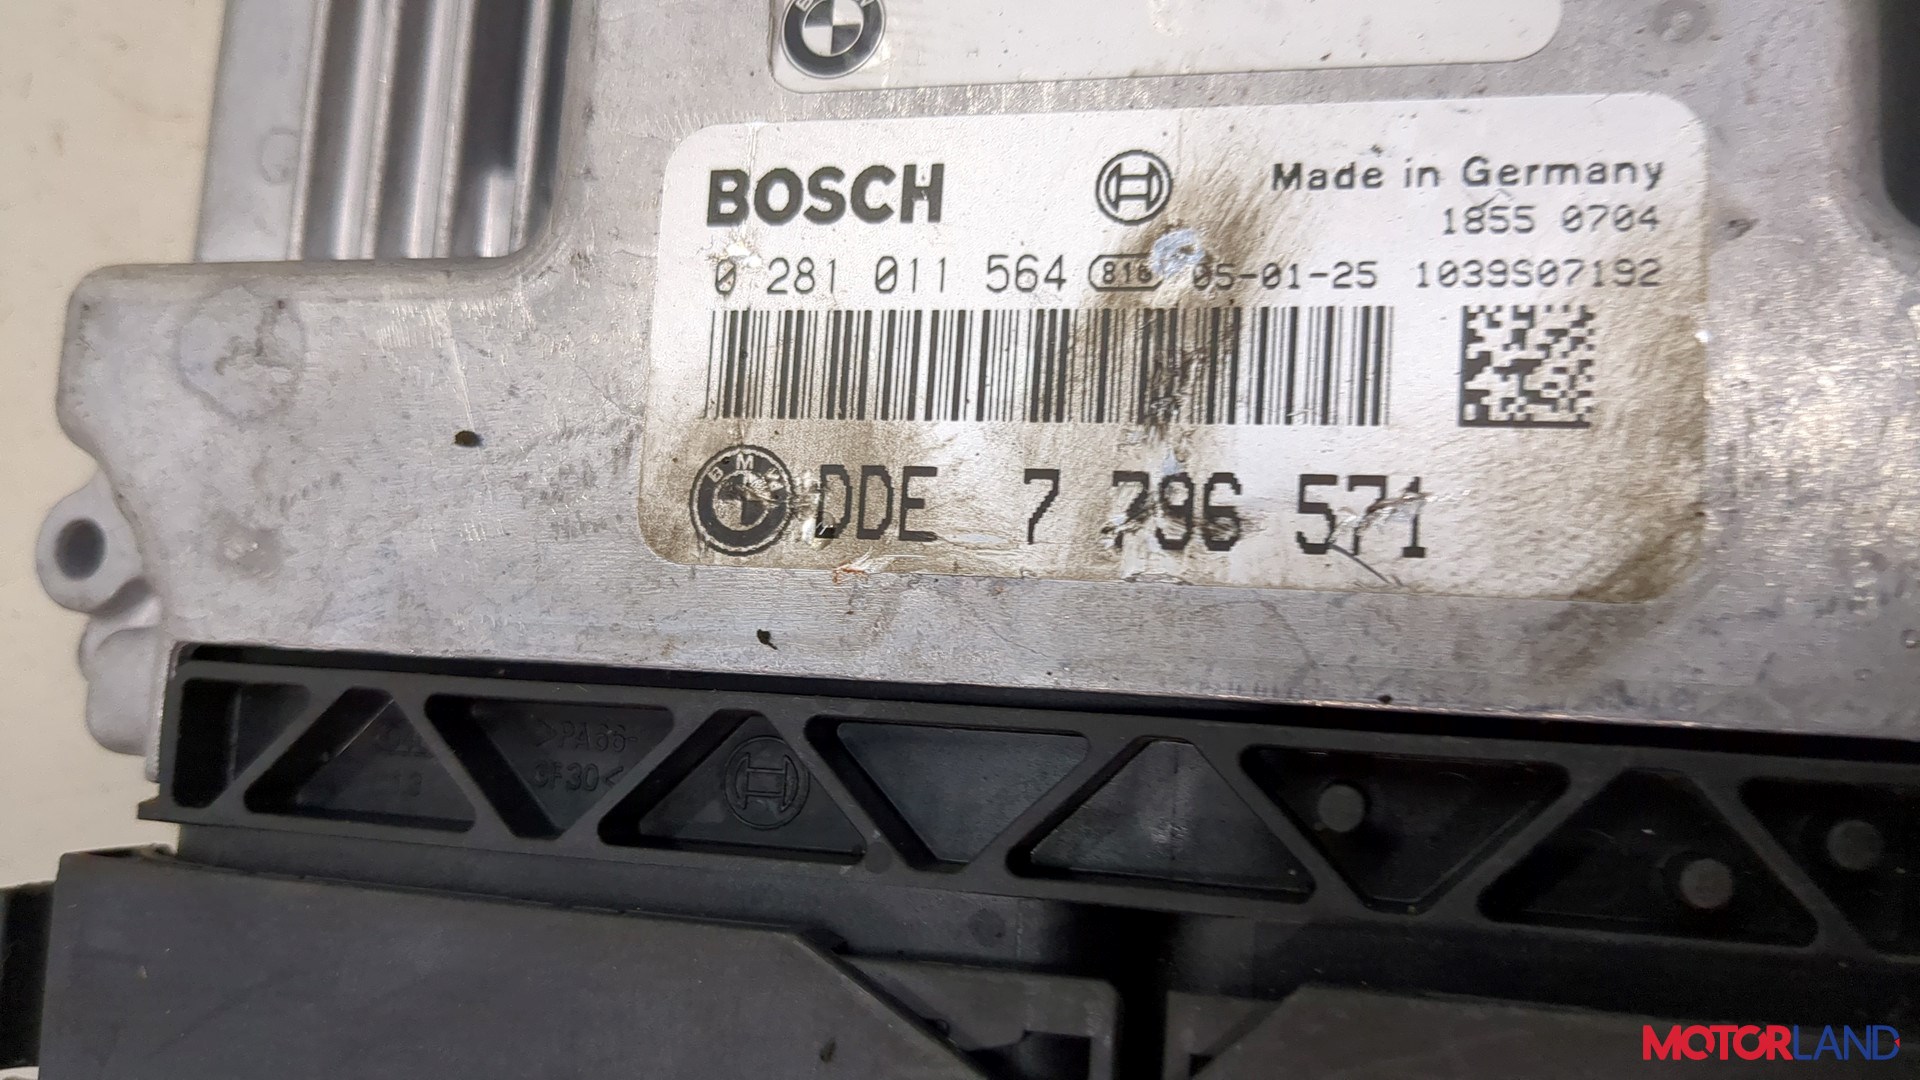 BOSCH
Made in Germany
1855 0704
0 281 011 564 816 05-01-25 1039S07192
BMW DDE 7 796 571
>PA66-
GF30<
MOTORLAND